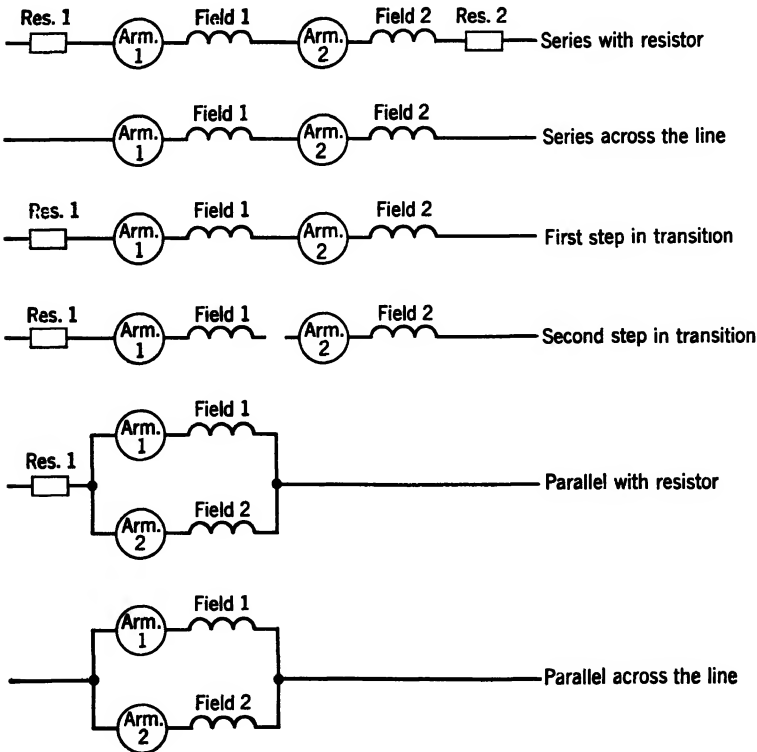 Res. 1 Field 1 Field 2 Res. 2
Arm. 1 Arm. 2 Series with resistor
Field 1 Field 2
Arm. 1 Arm. 2 Series across the line
Res. 1 Field 1 Field 2
Arm. 1 Arm. 2 First step in transition
Res. 1 Field 1 Field 2
Arm. 1 Arm. 2 Second step in transition
Field 1
Arm. 1
Res. 1
Parallel with resistor
Field 2
Arm. 2
Field 1
Arm. 1
Parallel across the line
Field 2
Arm. 2